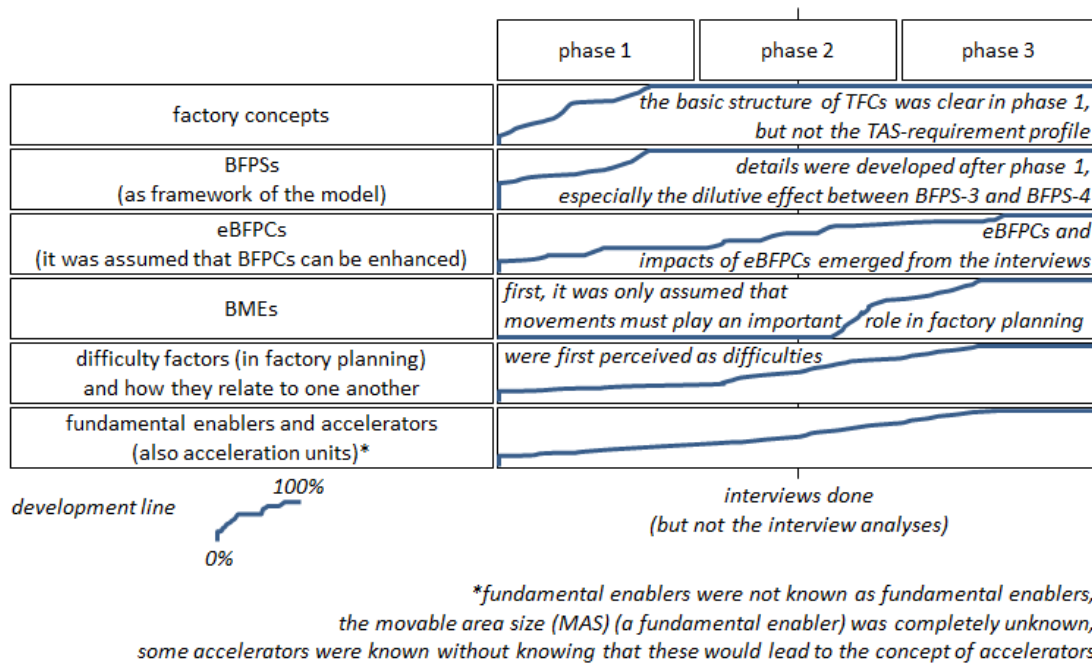 phase 1
phase 2
phase 3
factory concepts
the basic structure of TFCs was clear in phase 1,
but not the TAS-requirement profile
BFPSs
(as framework of the model)
details were developed after phase 1,
especially the dilutive effect between BFPS-3 and BFPS-4
eBFPCs
(it was assumed that BFPCs can be enhanced)
eBFPCs and
impacts of eBFPCs emerged from the interviews
BMEs
first, it was only assumed that
movements must play an important role in factory planning
difficulty factors (in factory planning)
and how they relate to one another
were first perceived as difficulties
fundamental enablers and accelerators
(also acceleration units)*
development line
100%
0%
interviews done
(but not the interview analyses)
*fundamental enablers were not known as fundamental enablers,
the movable area size (MAS) (a fundamental enabler) was completely unknown,
some accelerators were known without knowing that these would lead to the concept of accelerators